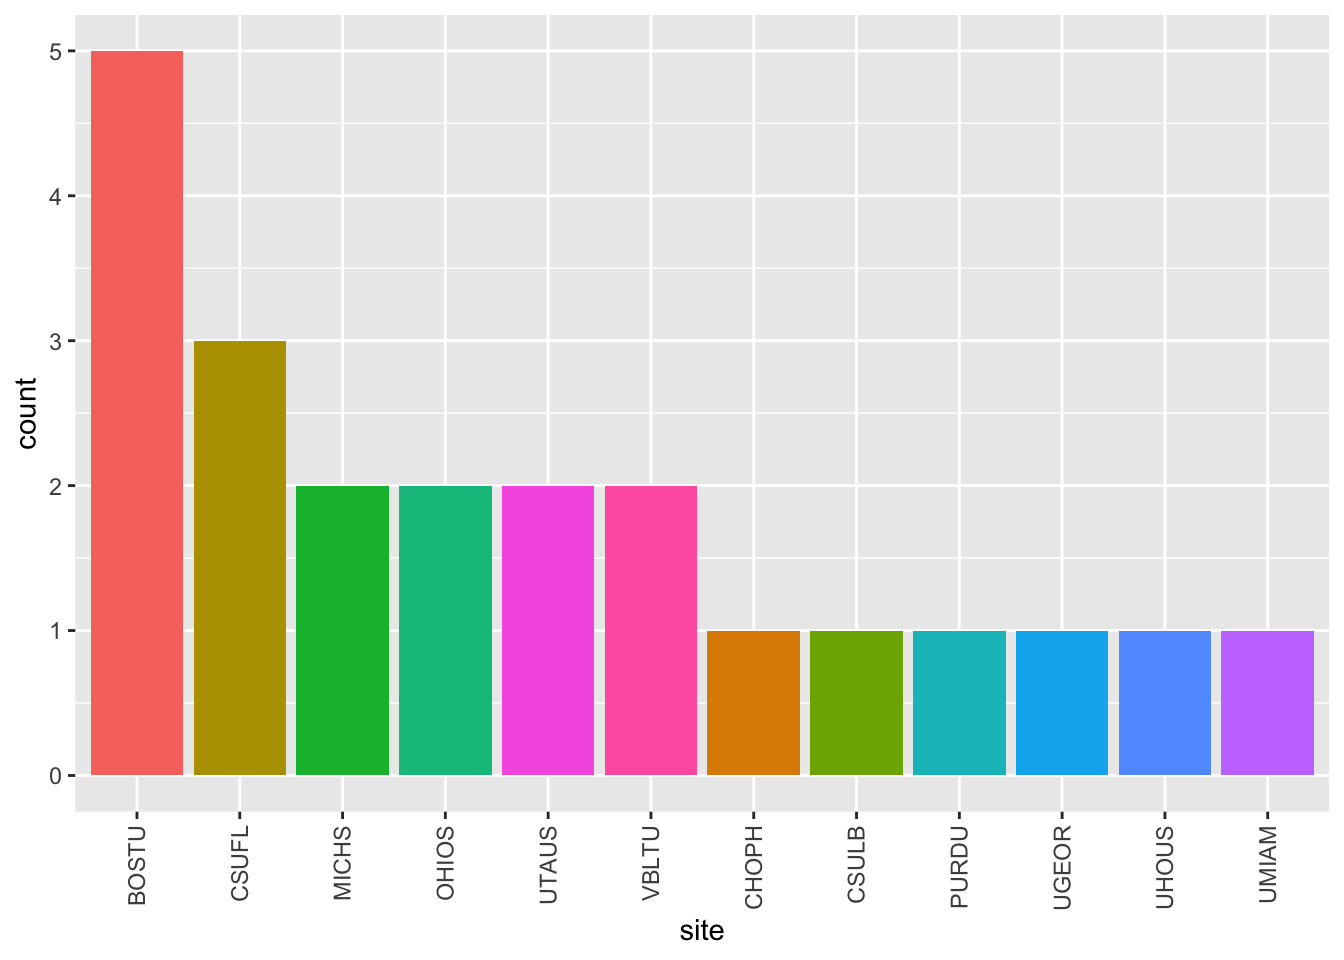 5
4
3
2
1
0
count
BOSTU
CSUFL
MICHS
OHIOS
UTAUS
VBLTU
CHOPH
CSULB
PURDU
UGEOR
UHOUS
UMIAM
site